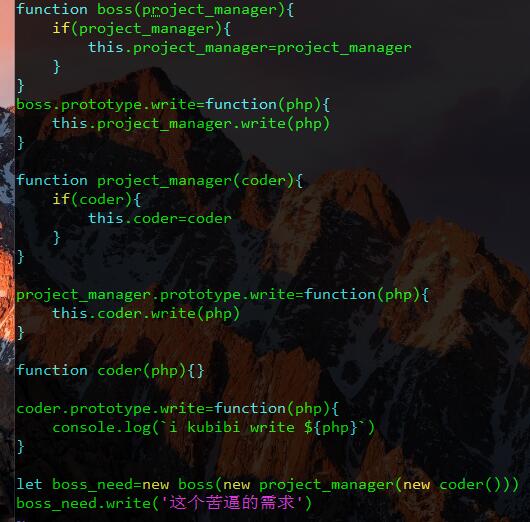 function boss(project_manager){
    if(project_manager){
        this.project_manager=project_manager
    }
}
boss.prototype.write=function(php){
    this.project_manager.write(php)
}

function project_manager(coder){
    if(coder){
        this.coder=coder
    }
}

project_manager.prototype.write=function(php){
    this.coder.write(php)
}

function coder(php){}

coder.prototype.write=function(php){
    console.log(`i kubibi write ${php}`)
}

let boss_need=new boss(new project_manager(new coder()))
boss_need.write('这个苦逼的需求')